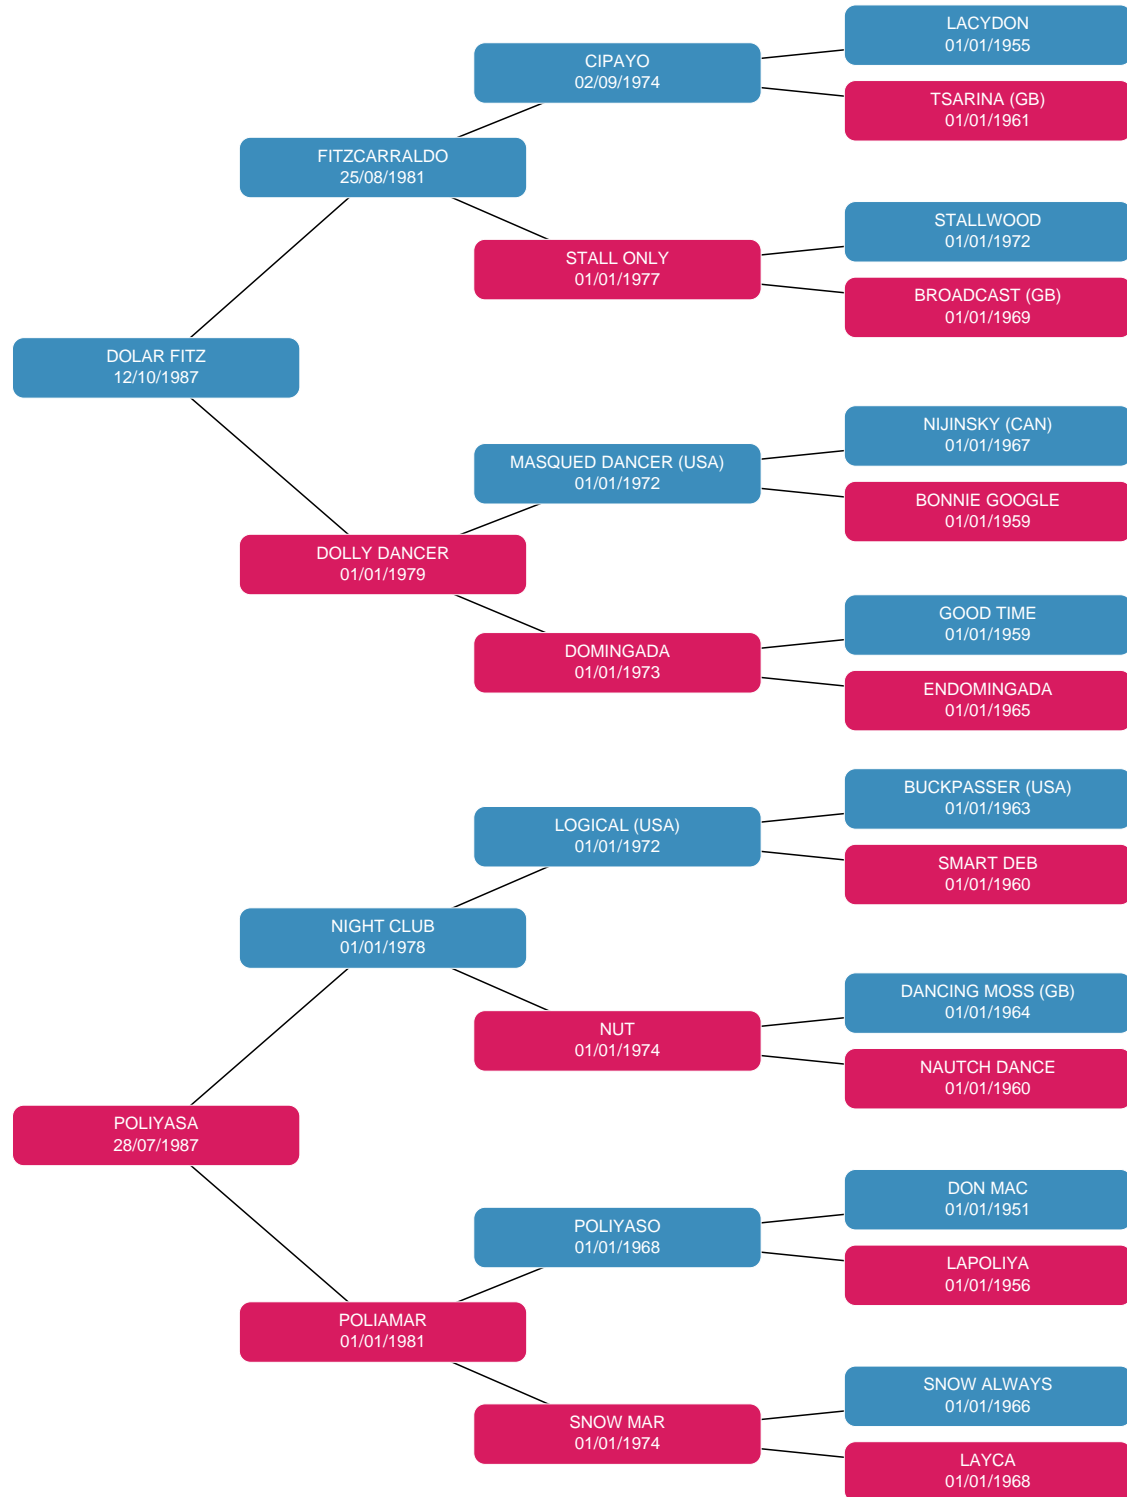 LACYDON
01/01/1955
CIPAYO
02/09/1974
TSARINA (GB)
01/01/1961
FITZCARRALDO
25/08/1981
STALLWOOD
01/01/1972
STALL ONLY
01/01/1977
BROADCAST (GB)
01/01/1969
DOLAR FITZ
12/10/1987
NIJINSKY (CAN)
01/01/1967
MASQUED DANCER (USA)
01/01/1972
BONNIE GOOGLE
01/01/1959
DOLLY DANCER
01/01/1979
GOOD TIME
01/01/1959
DOMINGADA
01/01/1973
ENDOMINGADA
01/01/1965
BUCKPASSER (USA)
01/01/1963
LOGICAL (USA)
01/01/1972
SMART DEB
01/01/1960
NIGHT CLUB
01/01/1978
DANCING MOSS (GB)
01/01/1964
NUT
01/01/1974
NAUTCH DANCE
01/01/1960
POLIYASA
28/07/1987
DON MAC
01/01/1951
POLIYASO
01/01/1968
LAPOLIYA
01/01/1956
POLIAMAR
01/01/1981
SNOW ALWAYS
01/01/1966
SNOW MAR
01/01/1974
LAYCA
01/01/1968